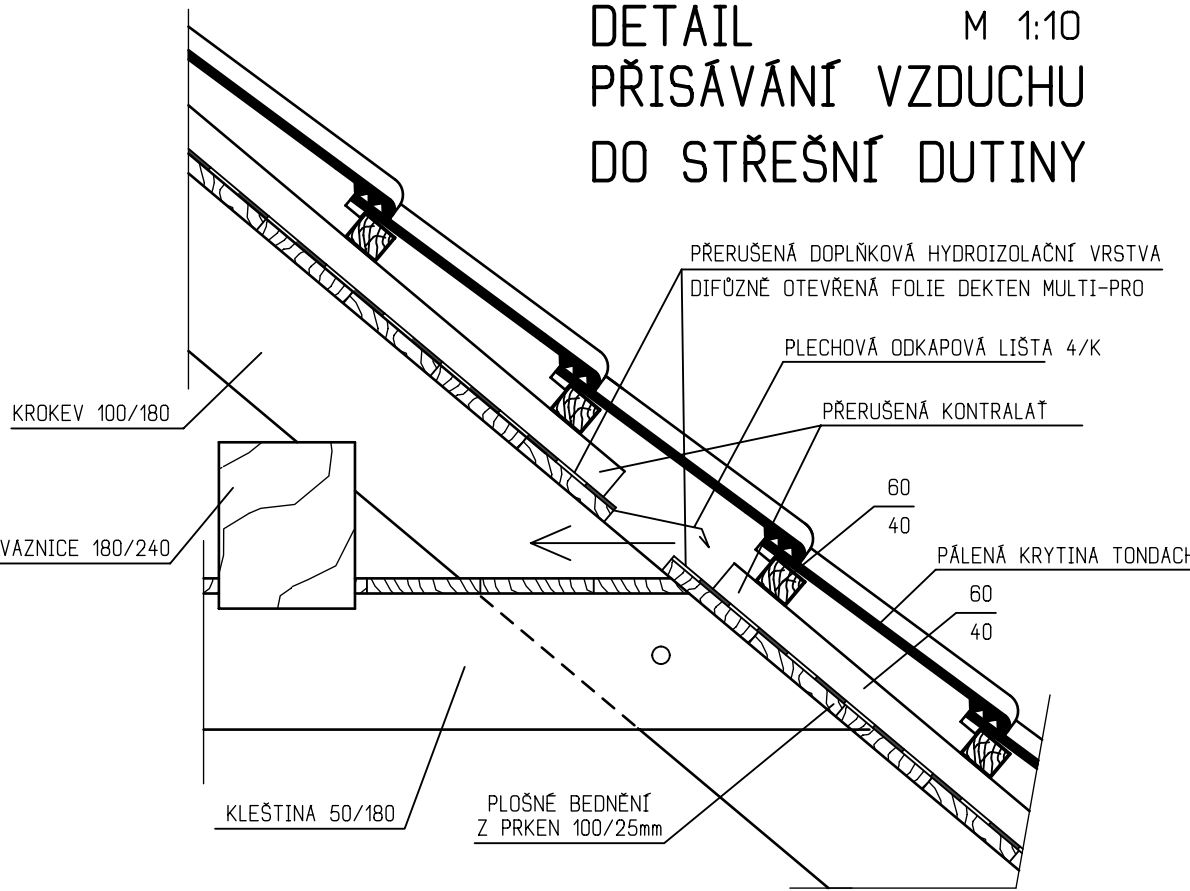 DETAIL M 1:10
PŘISÁVÁNÍ VZDUCHU
DO STŘEŠNÍ DUTINY
PŘERUŠENÁ DOPLŇKOVÁ HYDROIZOLAČNÍ VRSTVA
DIFŮZNĚ OTEVŘENÁ FOLIE DEKTEN MULTI-PRO
PLECHOVÁ ODKAPOVÁ LIŠTA 4/K
KROKEV 100/180
PŘERUŠENÁ KONTRALAŤ
60
40
VAZNICE 180/240
PÁLENÁ KRYTINA TONDACH
60
40
KLEŠTINA 50/180
PLOŠNÉ BEDNĚNÍ
Z PRKEN 100/25mm